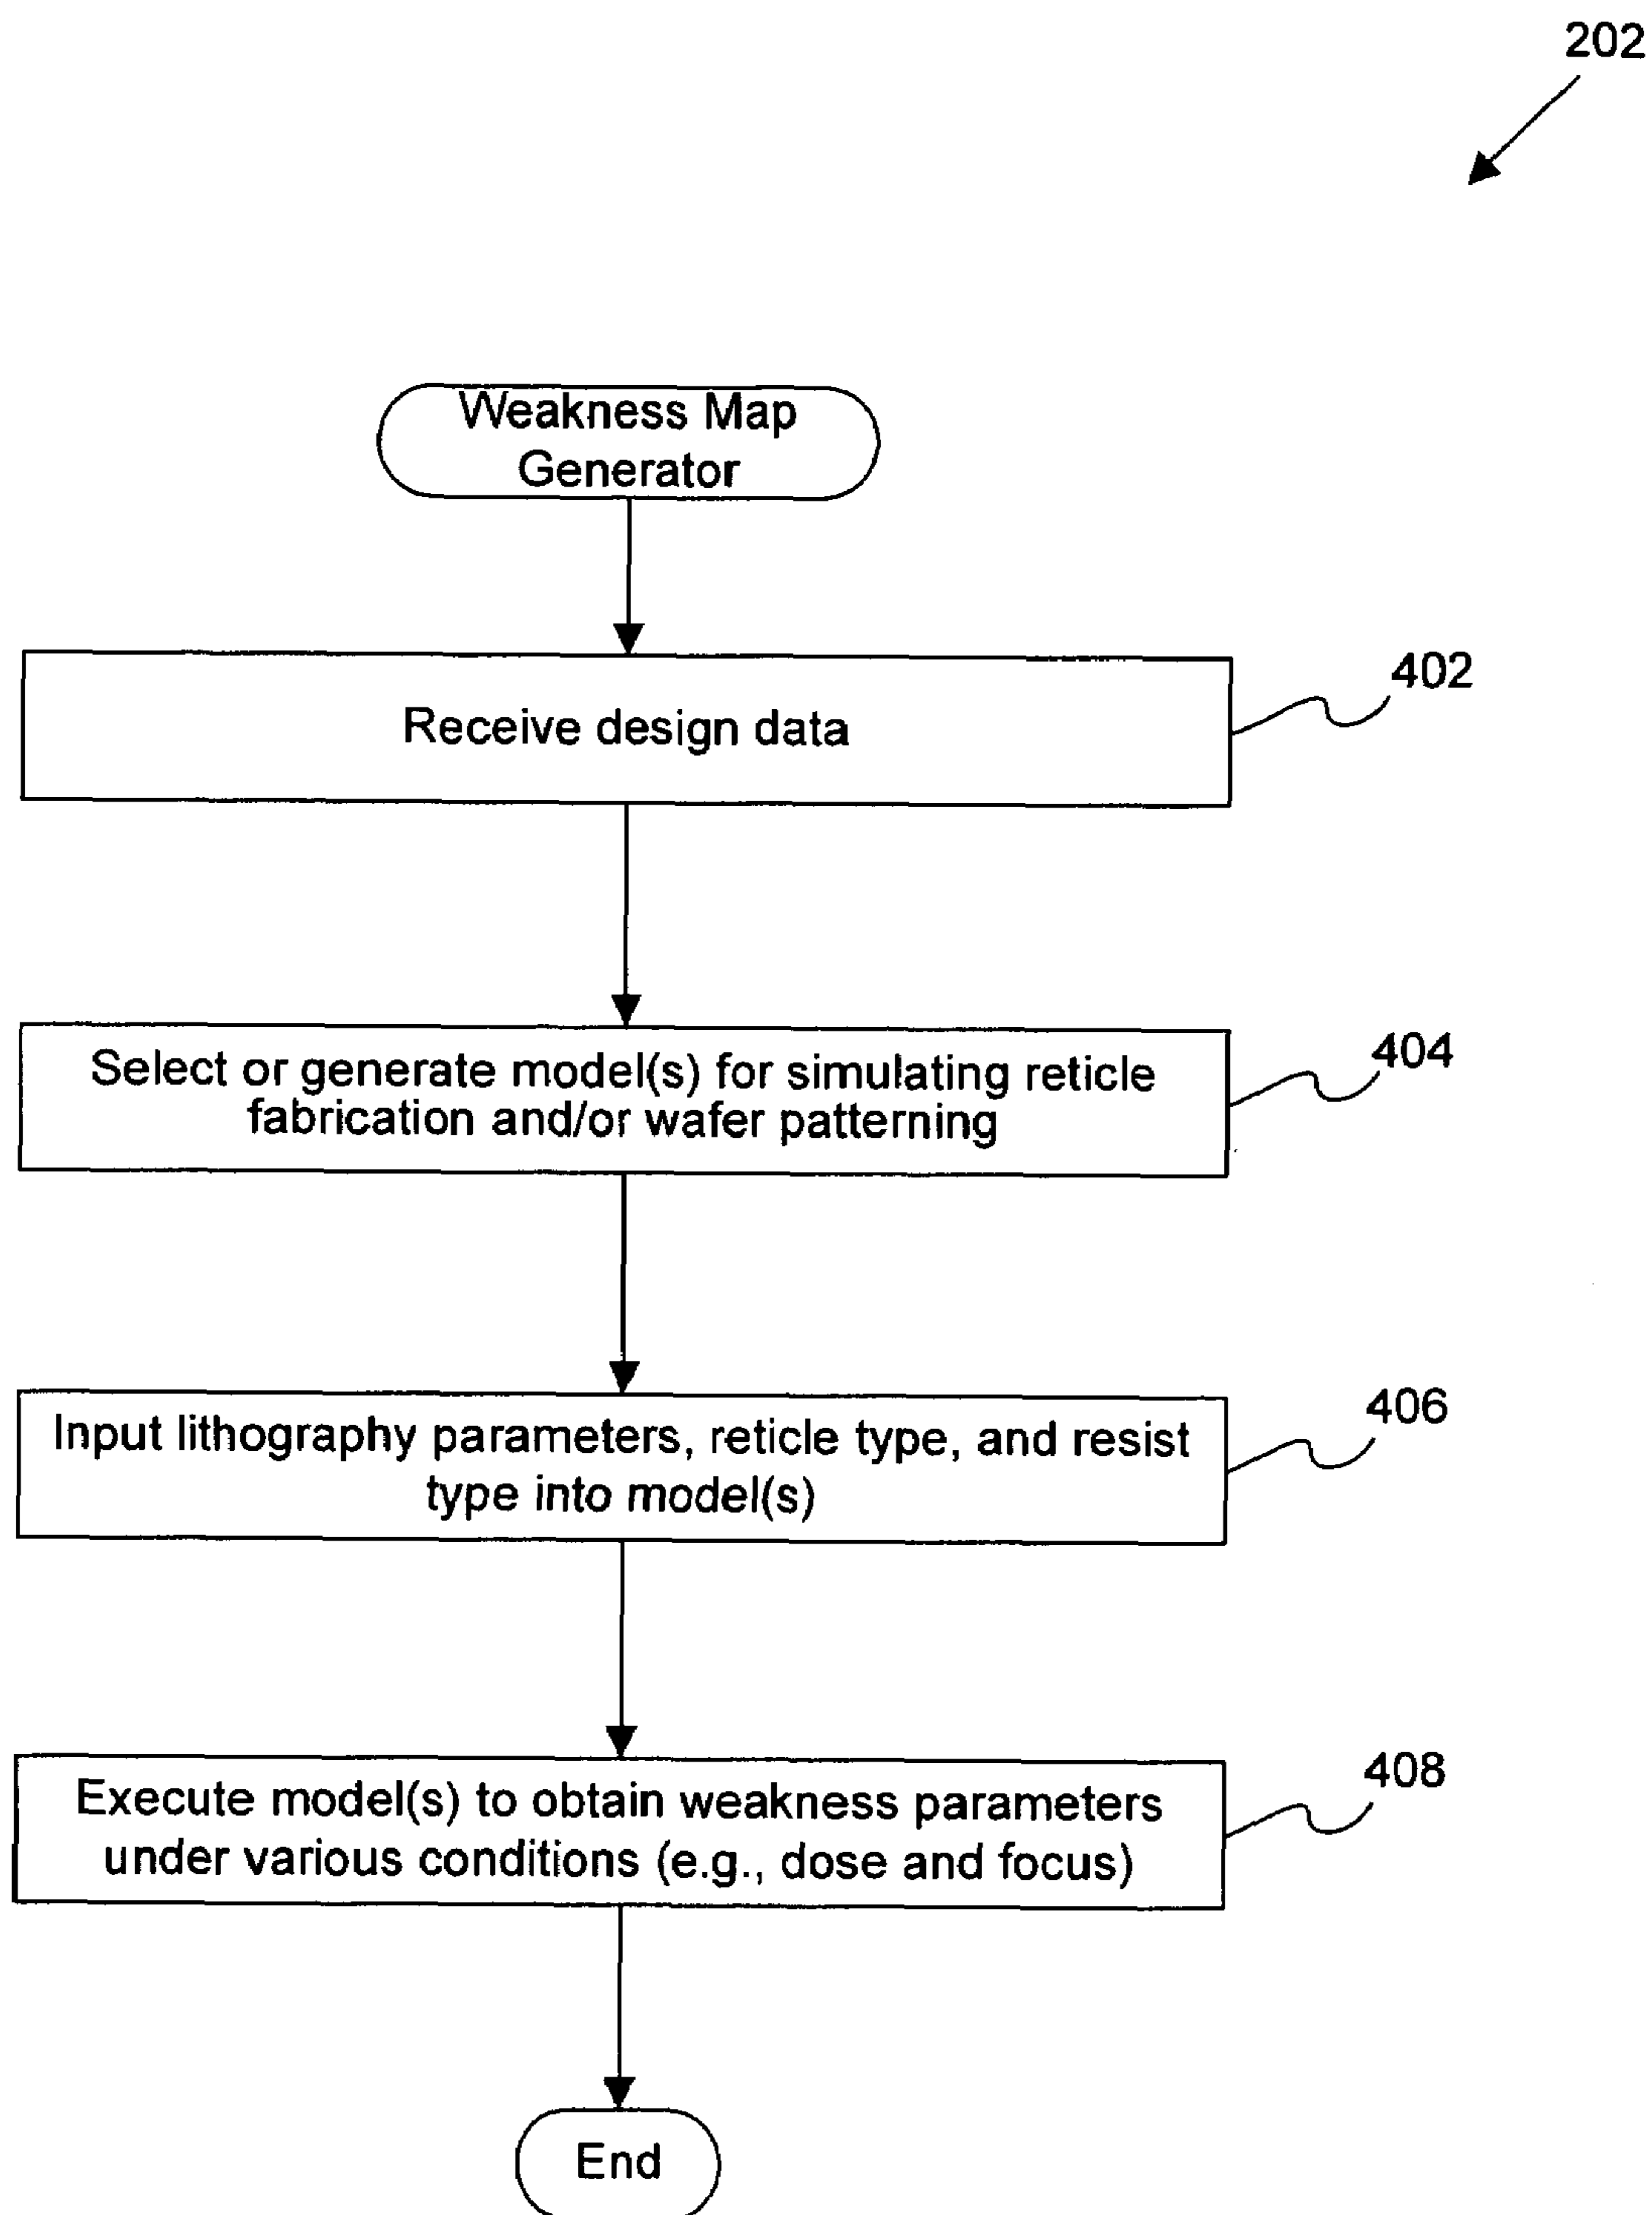 202
Weakness Map
Generator
Receive design data
402
Select or generate model(s) for simulating reticle
fabrication and/or wafer patterning
404
Input lithography parameters, reticle type, and resist
type into model(s)
406
Execute model(s) to obtain weakness parameters
under various conditions (e.g., dose and focus)
408
End